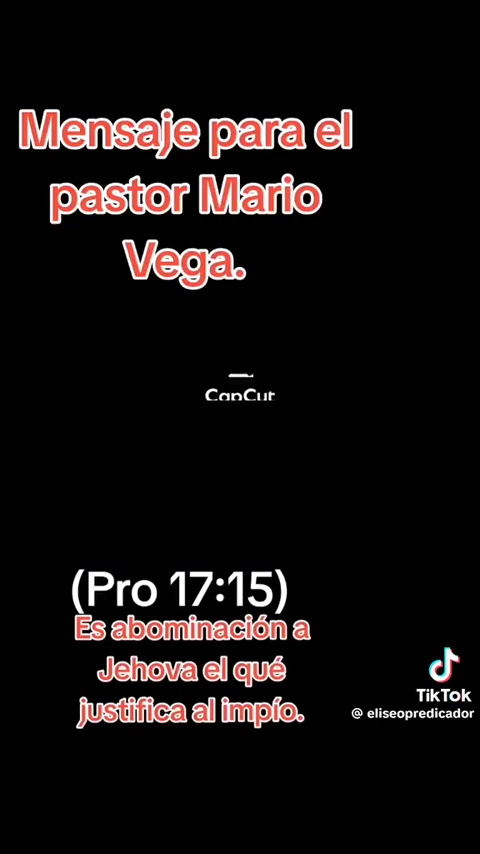 Mensaje para el
pastor Mario
Vega.
CapCut
(Pro 17:15)
Es abominación a
Jehova el qué
justifica al impío.
TikTok
@ eliseopredicador